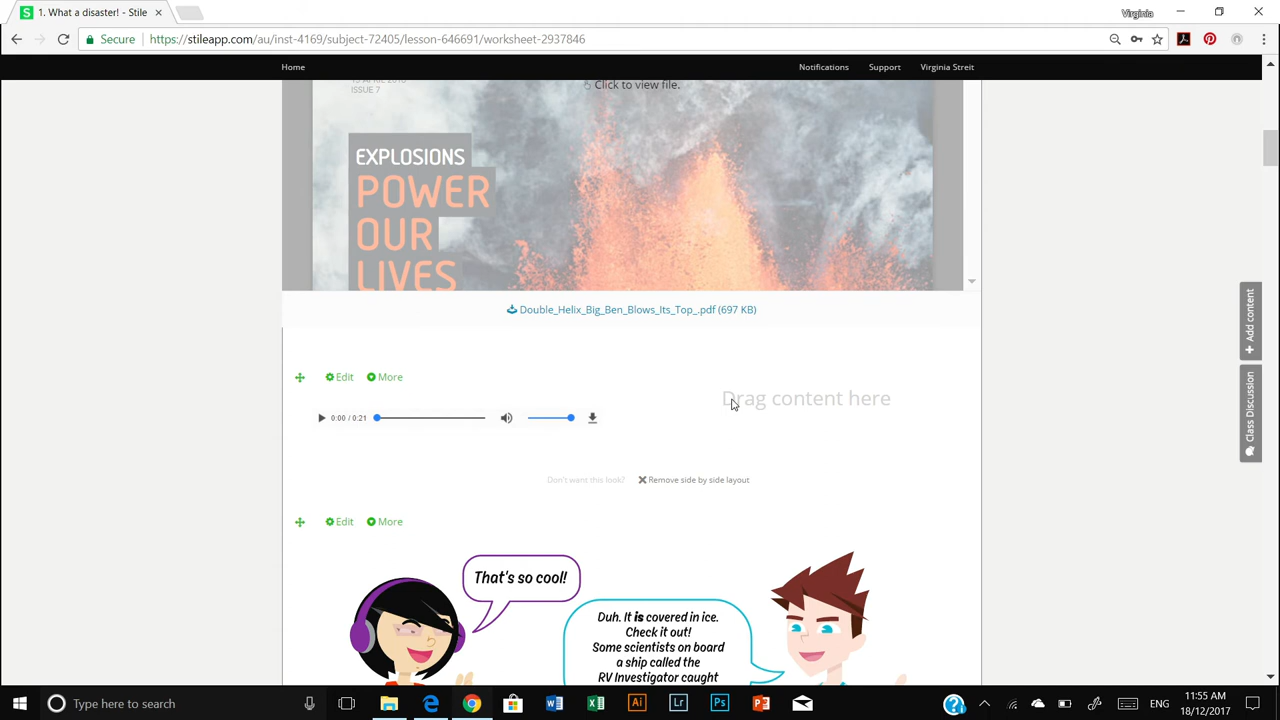 1. What a disaster! - Stile
Virginia
Secure
https://stileapp.com/au/inst-4169/subject-72405/lesson-646691/worksheet-2937846
Home
Notifications
Support
Virginia Streit
Click to view file.
ISSUE 7
EXPLOSIONS
POWER
OUR
LIVES
Double_Helix_Big_Ben_Blows_Its_Top_.pdf (697 KB)
Add content
Class Discussion
Edit
More
Drag content here
0:00 / 0:21
Don't want this look?
Remove side by side layout
Edit
More
That's so cool!
Duh. It is covered in ice.
Check it out!
Some scientists on board
a ship called the
RV Investigator caught
Type here to search
ENG
11:55 AM
18/12/2017